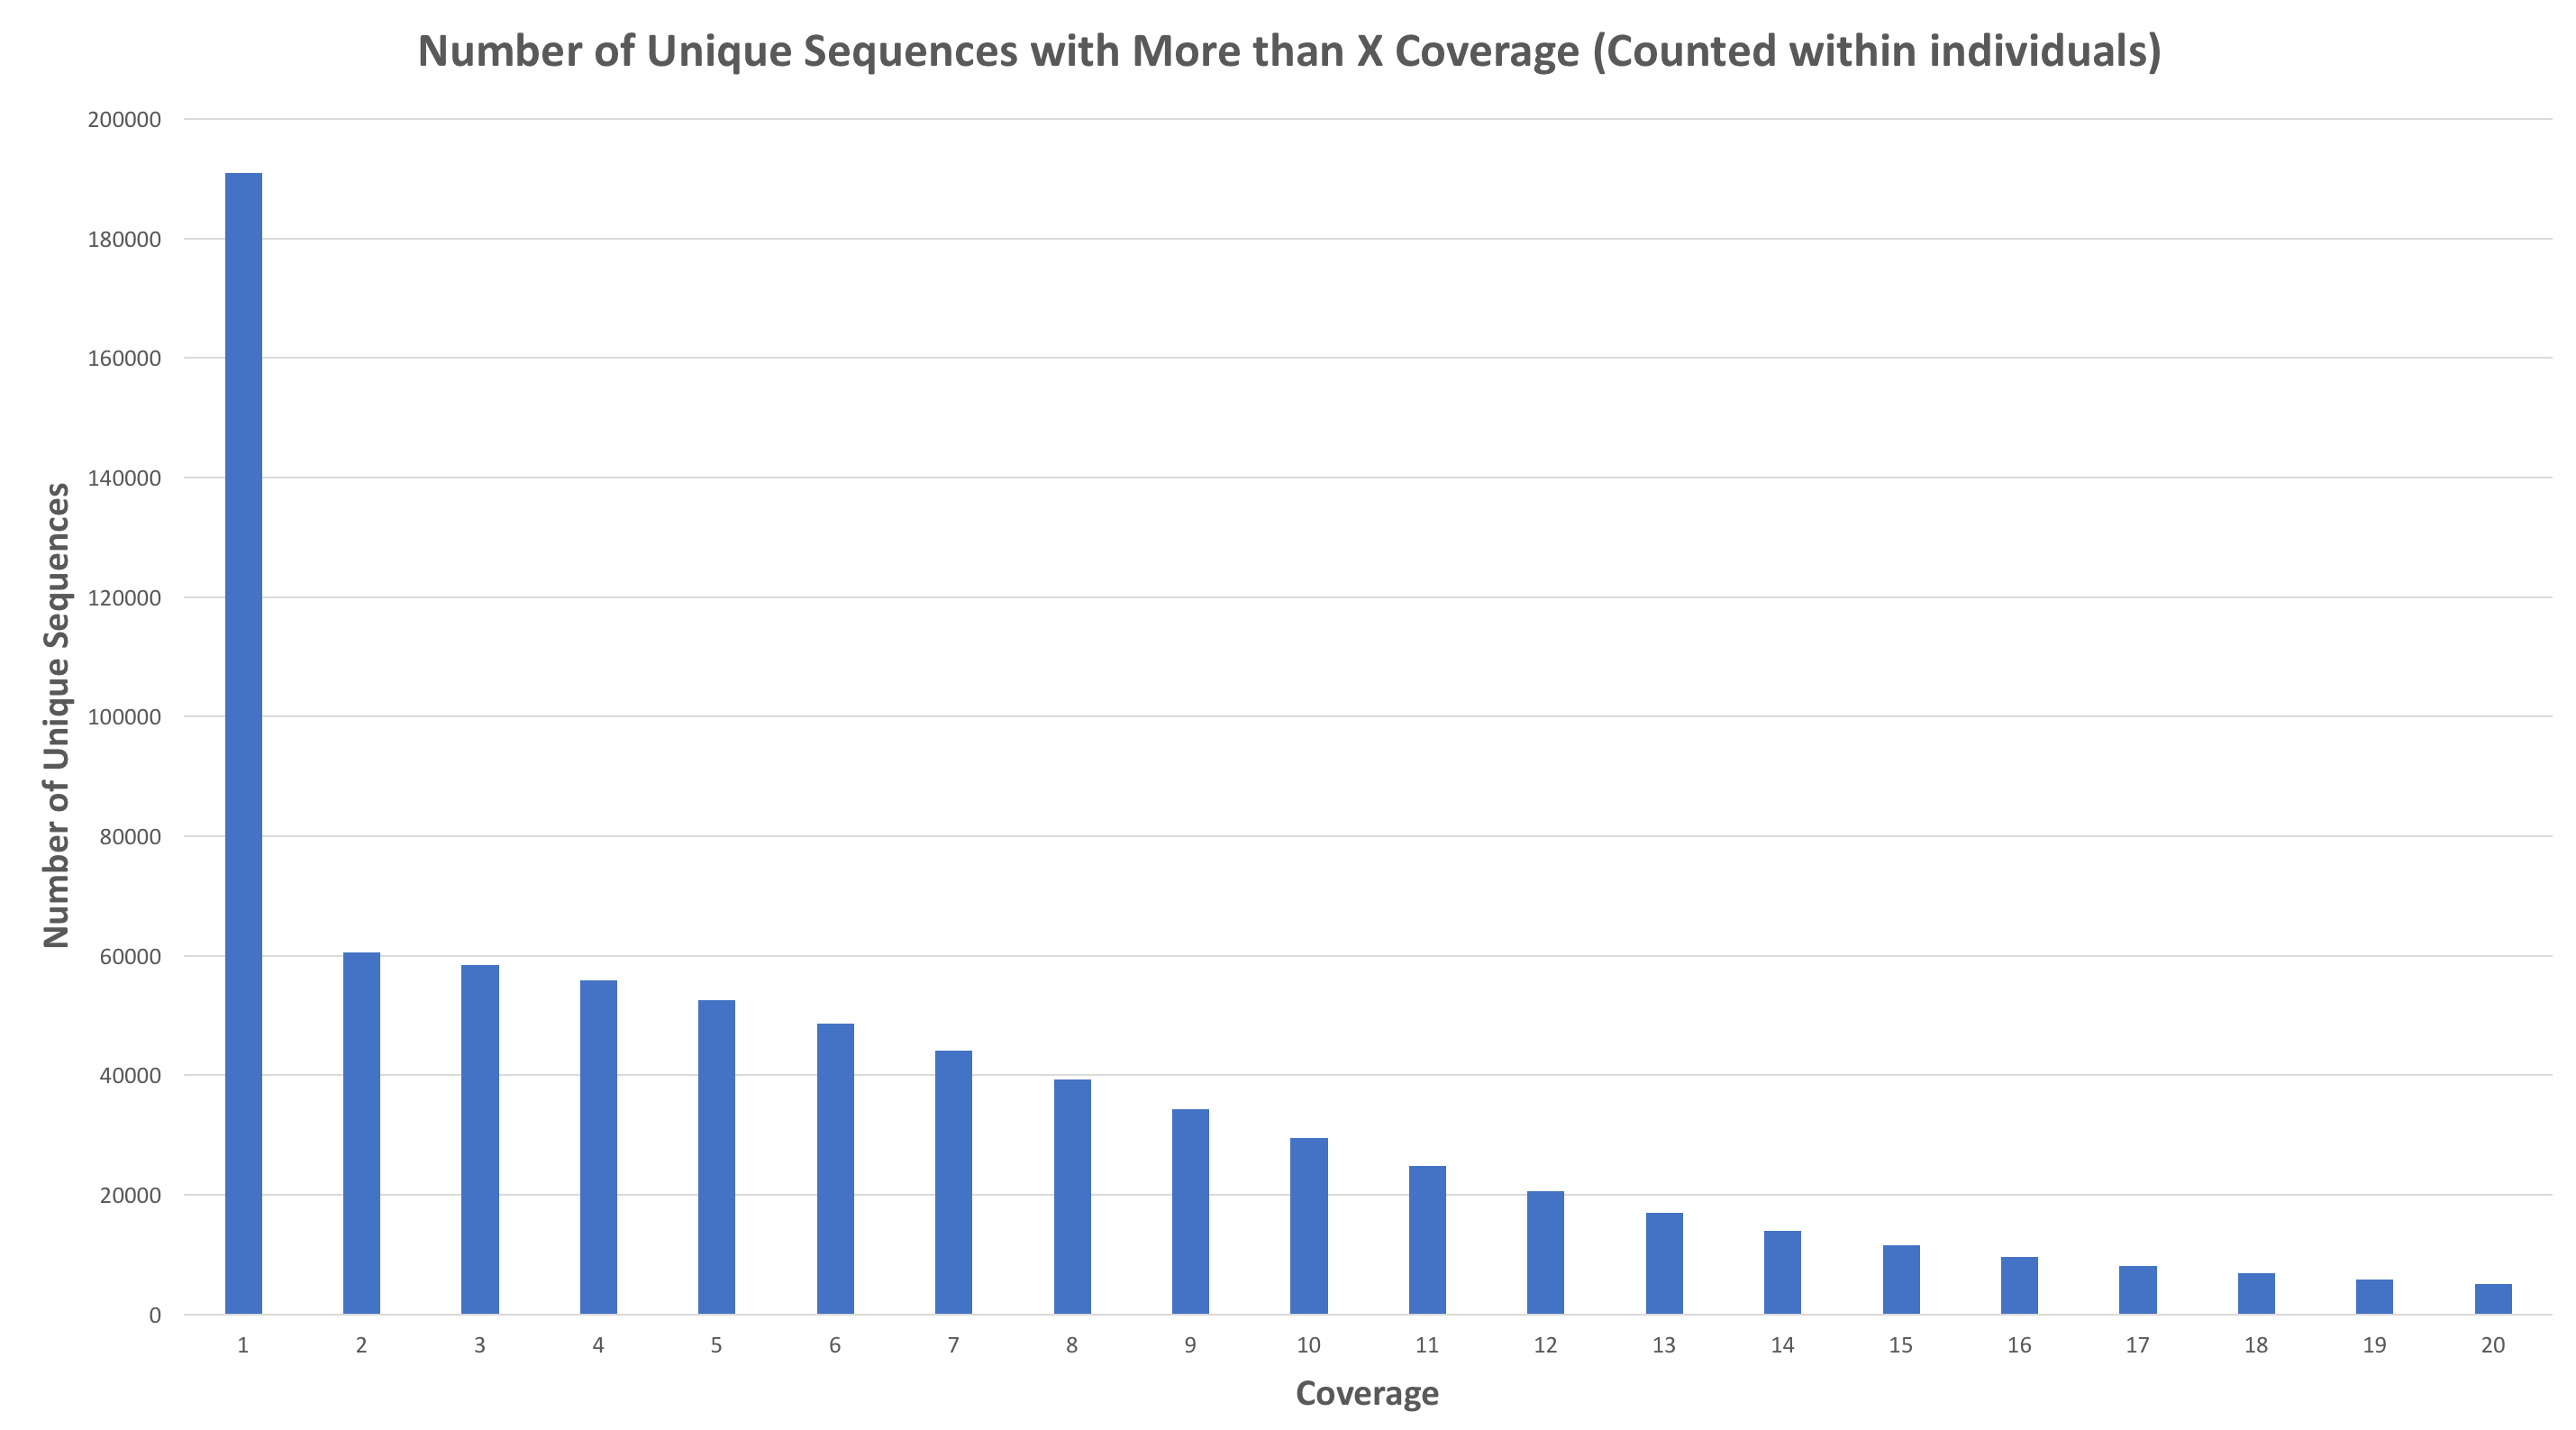 Number of Unique Sequences with More than X Coverage (Counted within individuals)
Number of Unique Sequences
200000
180000
160000
140000
120000
100000
80000
60000
40000
20000
0
1 2 3 4 5 6 7 8 9 10 11 12 13 14 15 16 17 18 19 20
Coverage